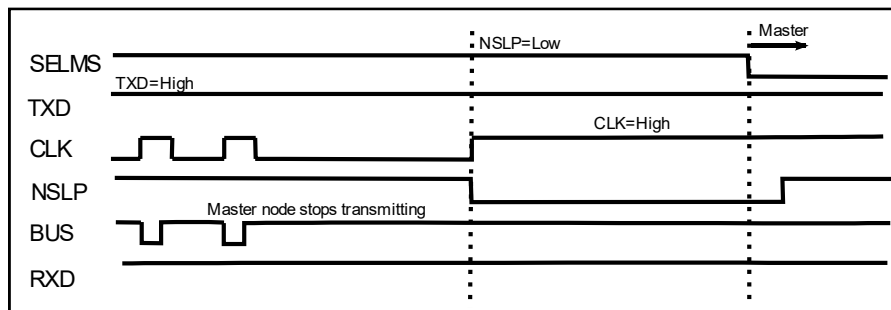 Master
NSLP=Low
SELMS
TXD=High
TXD
CLK=High
CLK
NSLP
Master node stops transmitting
BUS
RXD